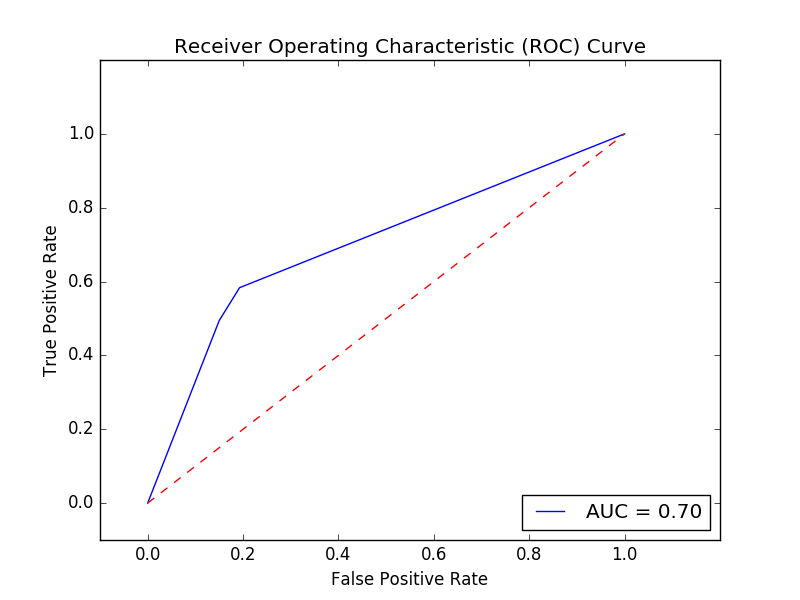 Receiver Operating Characteristic (ROC) Curve
True Positive Rate
1.0
0.8
0.6
0.4
0.2
0.0
0.0 0.2 0.4 0.6 0.8 1.0
False Positive Rate
AUC = 0.70